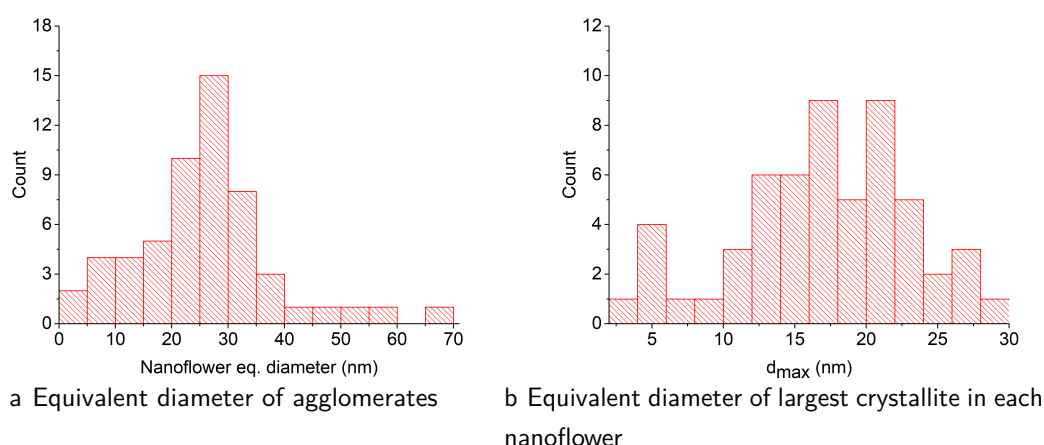 18
15
12
9
6
3
0
Count
0 10 20 30 40 50 60 70
Nanoflower eq. diameter (nm)
a Equivalent diameter of agglomerates
12
10
8
6
4
2
0
Count
5 10 15 20 25 30
dmax (nm)
b Equivalent diameter of largest crystallite in each
nanoflower